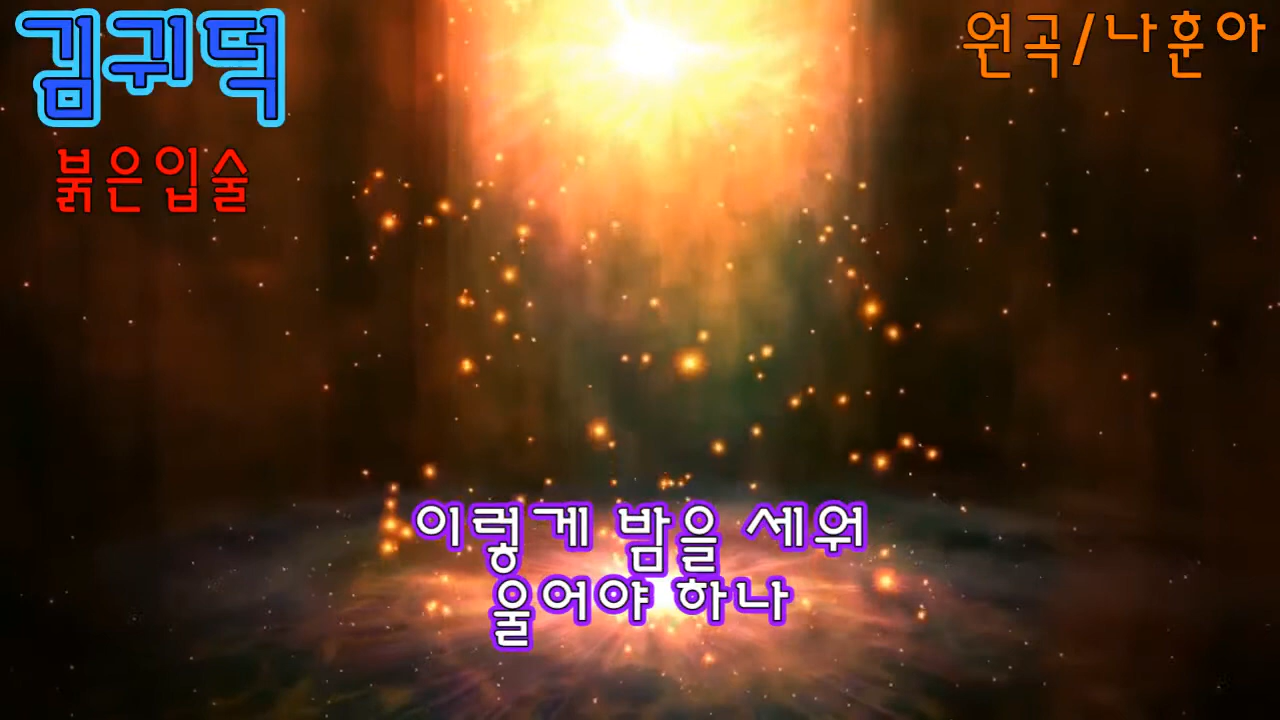 김귀덕
붉은입술
원곡/나훈아
이렇게 밤을 세워
울어야 하나